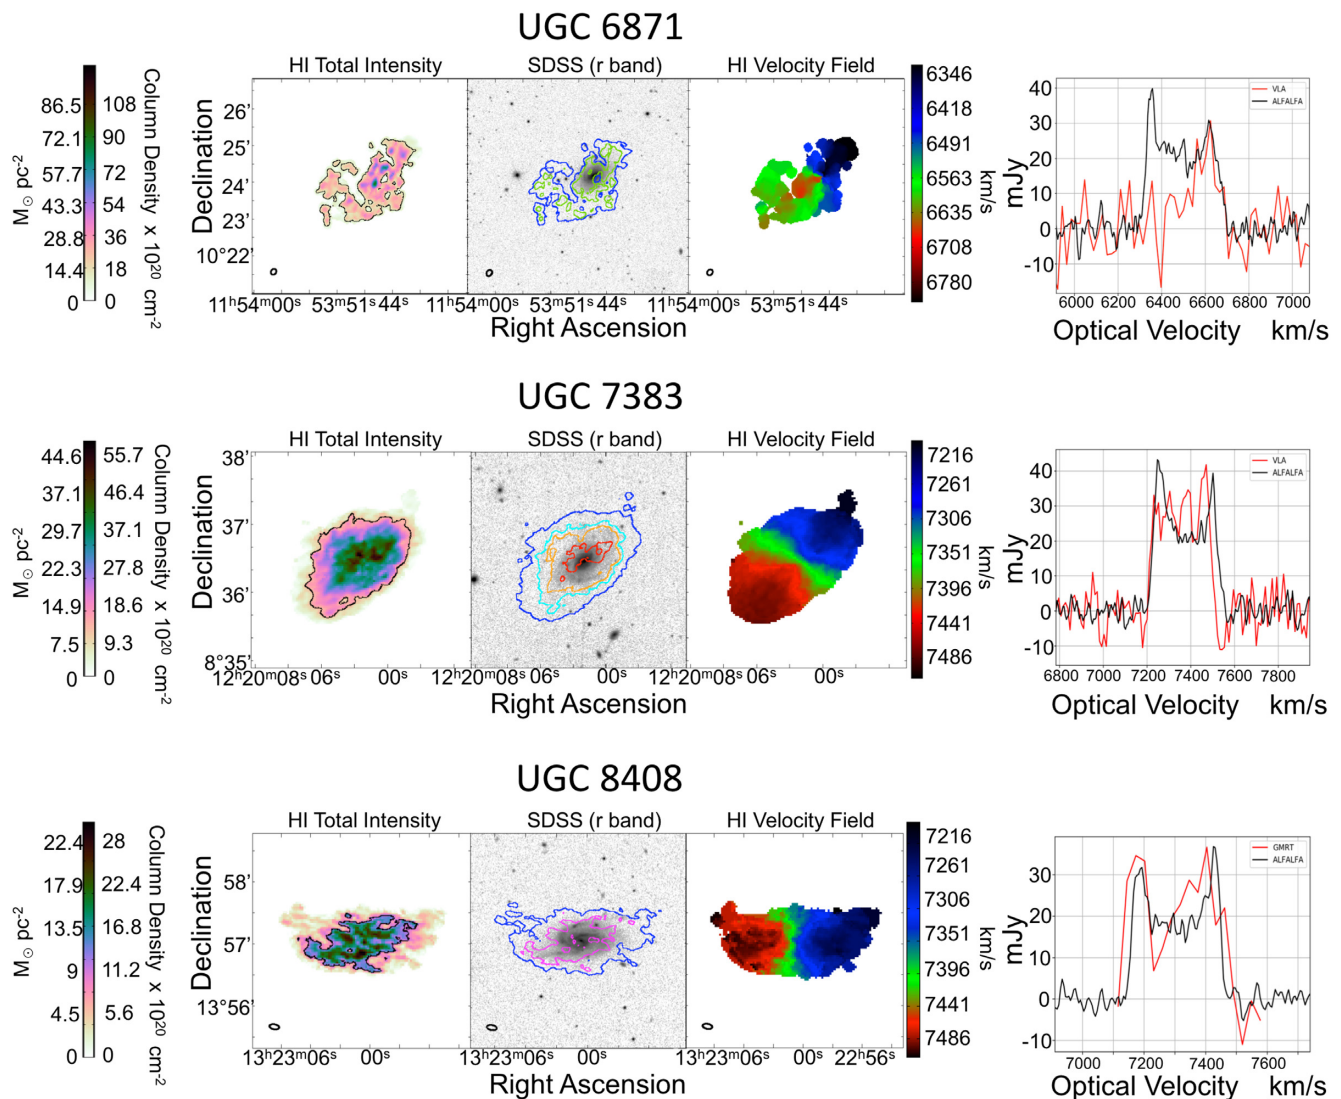 UGC 6871
HI Total Intensity
SDSS (r band)
HI Velocity Field
M⊙ pc-2
86.5
72.1
57.7
43.3
28.8
14.4
0
108
90
72
54
36
18
0
Column Density x 10²⁰ cm-2
Declination
26'
25'
24'
23'
10°22'
11h54m00s 53m51s 44s
11h54m00s 53m51s 44s
11h54m00s 53m51s 44s
Right Ascension
6346
6418
6491
6563
6635
6708
6780
km/s
mJy
40
30
20
10
0
-10
VLA
ALFALFA
6000 6200 6400 6600 6800 7000
Optical Velocity km/s
UGC 7383
HI Total Intensity
SDSS (r band)
HI Velocity Field
M⊙ pc-2
44.6
37.1
29.7
22.3
14.9
7.5
0
55.7
46.4
37.1
27.8
18.6
9.3
0
Column Density x 10²⁰ cm-2
Declination
38'
37'
36'
8°35'
12h20m08s 06s 00s
12h20m08s 06s 00s
12h20m08s 06s 00s
Right Ascension
7216
7261
7306
7351
7396
7441
7486
km/s
mJy
40
30
20
10
0
-10
VLA
ALFALFA
6800 7000 7200 7400 7600 7800
Optical Velocity km/s
UGC 8408
HI Total Intensity
SDSS (r band)
HI Velocity Field
M⊙ pc-2
22.4
17.9
13.5
9
4.5
0
28
22.4
16.8
11.2
5.6
0
Column Density x 10²⁰ cm-2
Declination
58'
57'
13°56'
13h23m06s 00s
13h23m06s 00s
13h23m06s 00s 22m56s
Right Ascension
7216
7261
7306
7351
7396
7441
7486
km/s
mJy
30
20
10
0
-10
GMRT
ALFALFA
7000 7200 7400 7600
Optical Velocity km/s